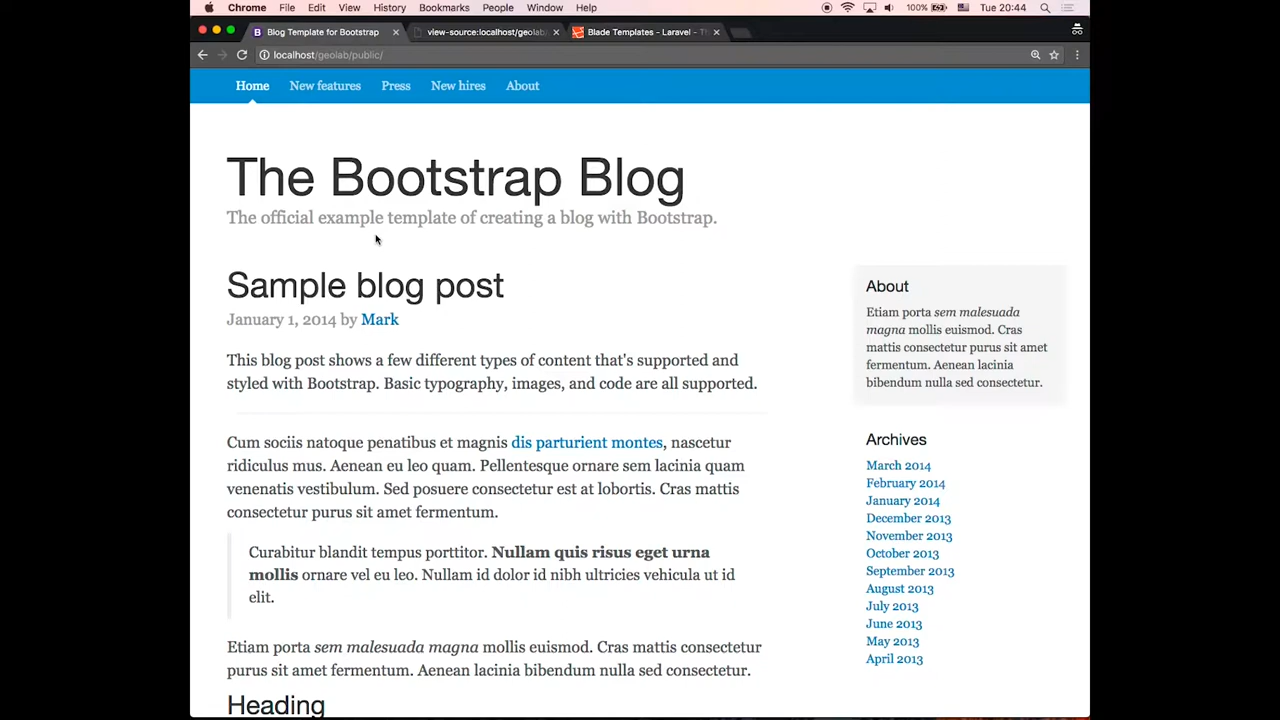 Chrome File Edit View History Bookmarks People Window Help 100% Tue 20:44
Blog Template for Bootstrap view-source:localhost/geolab Blade Templates - Laravel - Th
localhost/geolab/public/
Home New features Press New hires About
The Bootstrap Blog
The official example template of creating a blog with Bootstrap.
Sample blog post
January 1, 2014 by Mark
This blog post shows a few different types of content that's supported and
styled with Bootstrap. Basic typography, images, and code are all supported.
Cum sociis natoque penatibus et magnis dis parturient montes, nascetur
ridiculus mus. Aenean eu leo quam. Pellentesque ornare sem lacinia quam
venenatis vestibulum. Sed posuere consectetur est at lobortis. Cras mattis
consectetur purus sit amet fermentum.
Curabitur blandit tempus porttitor. Nullam quis risus eget urna
mollis ornare vel eu leo. Nullam id dolor id nibh ultricies vehicula ut id
elit.
Etiam porta sem malesuada magna mollis euismod. Cras mattis consectetur
purus sit amet fermentum. Aenean lacinia bibendum nulla sed consectetur.
Heading
About
Etiam porta sem malesuada
magna mollis euismod. Cras
mattis consectetur purus sit amet
fermentum. Aenean lacinia
bibendum nulla sed consectetur.
Archives
March 2014
February 2014
January 2014
December 2013
November 2013
October 2013
September 2013
August 2013
July 2013
June 2013
May 2013
April 2013